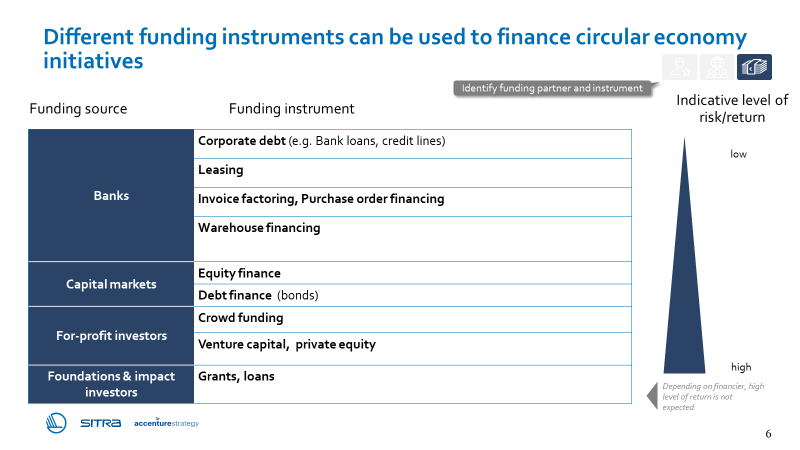 Different funding instruments can be used to finance circular economy
initiatives
Identify funding partner and instrument
Funding source
Funding instrument
Indicative level of
risk/return
Banks
Corporate debt (e.g. Bank loans, credit lines)
Leasing
Invoice factoring, Purchase order financing
Warehouse financing
Capital markets
Equity finance
Debt finance (bonds)
For-profit investors
Crowd funding
Venture capital, private equity
Foundations & impact
investors
Grants, loans
low
high
Depending on financier, high
level of return is not
expected
SITRA
accenturestrategy
6